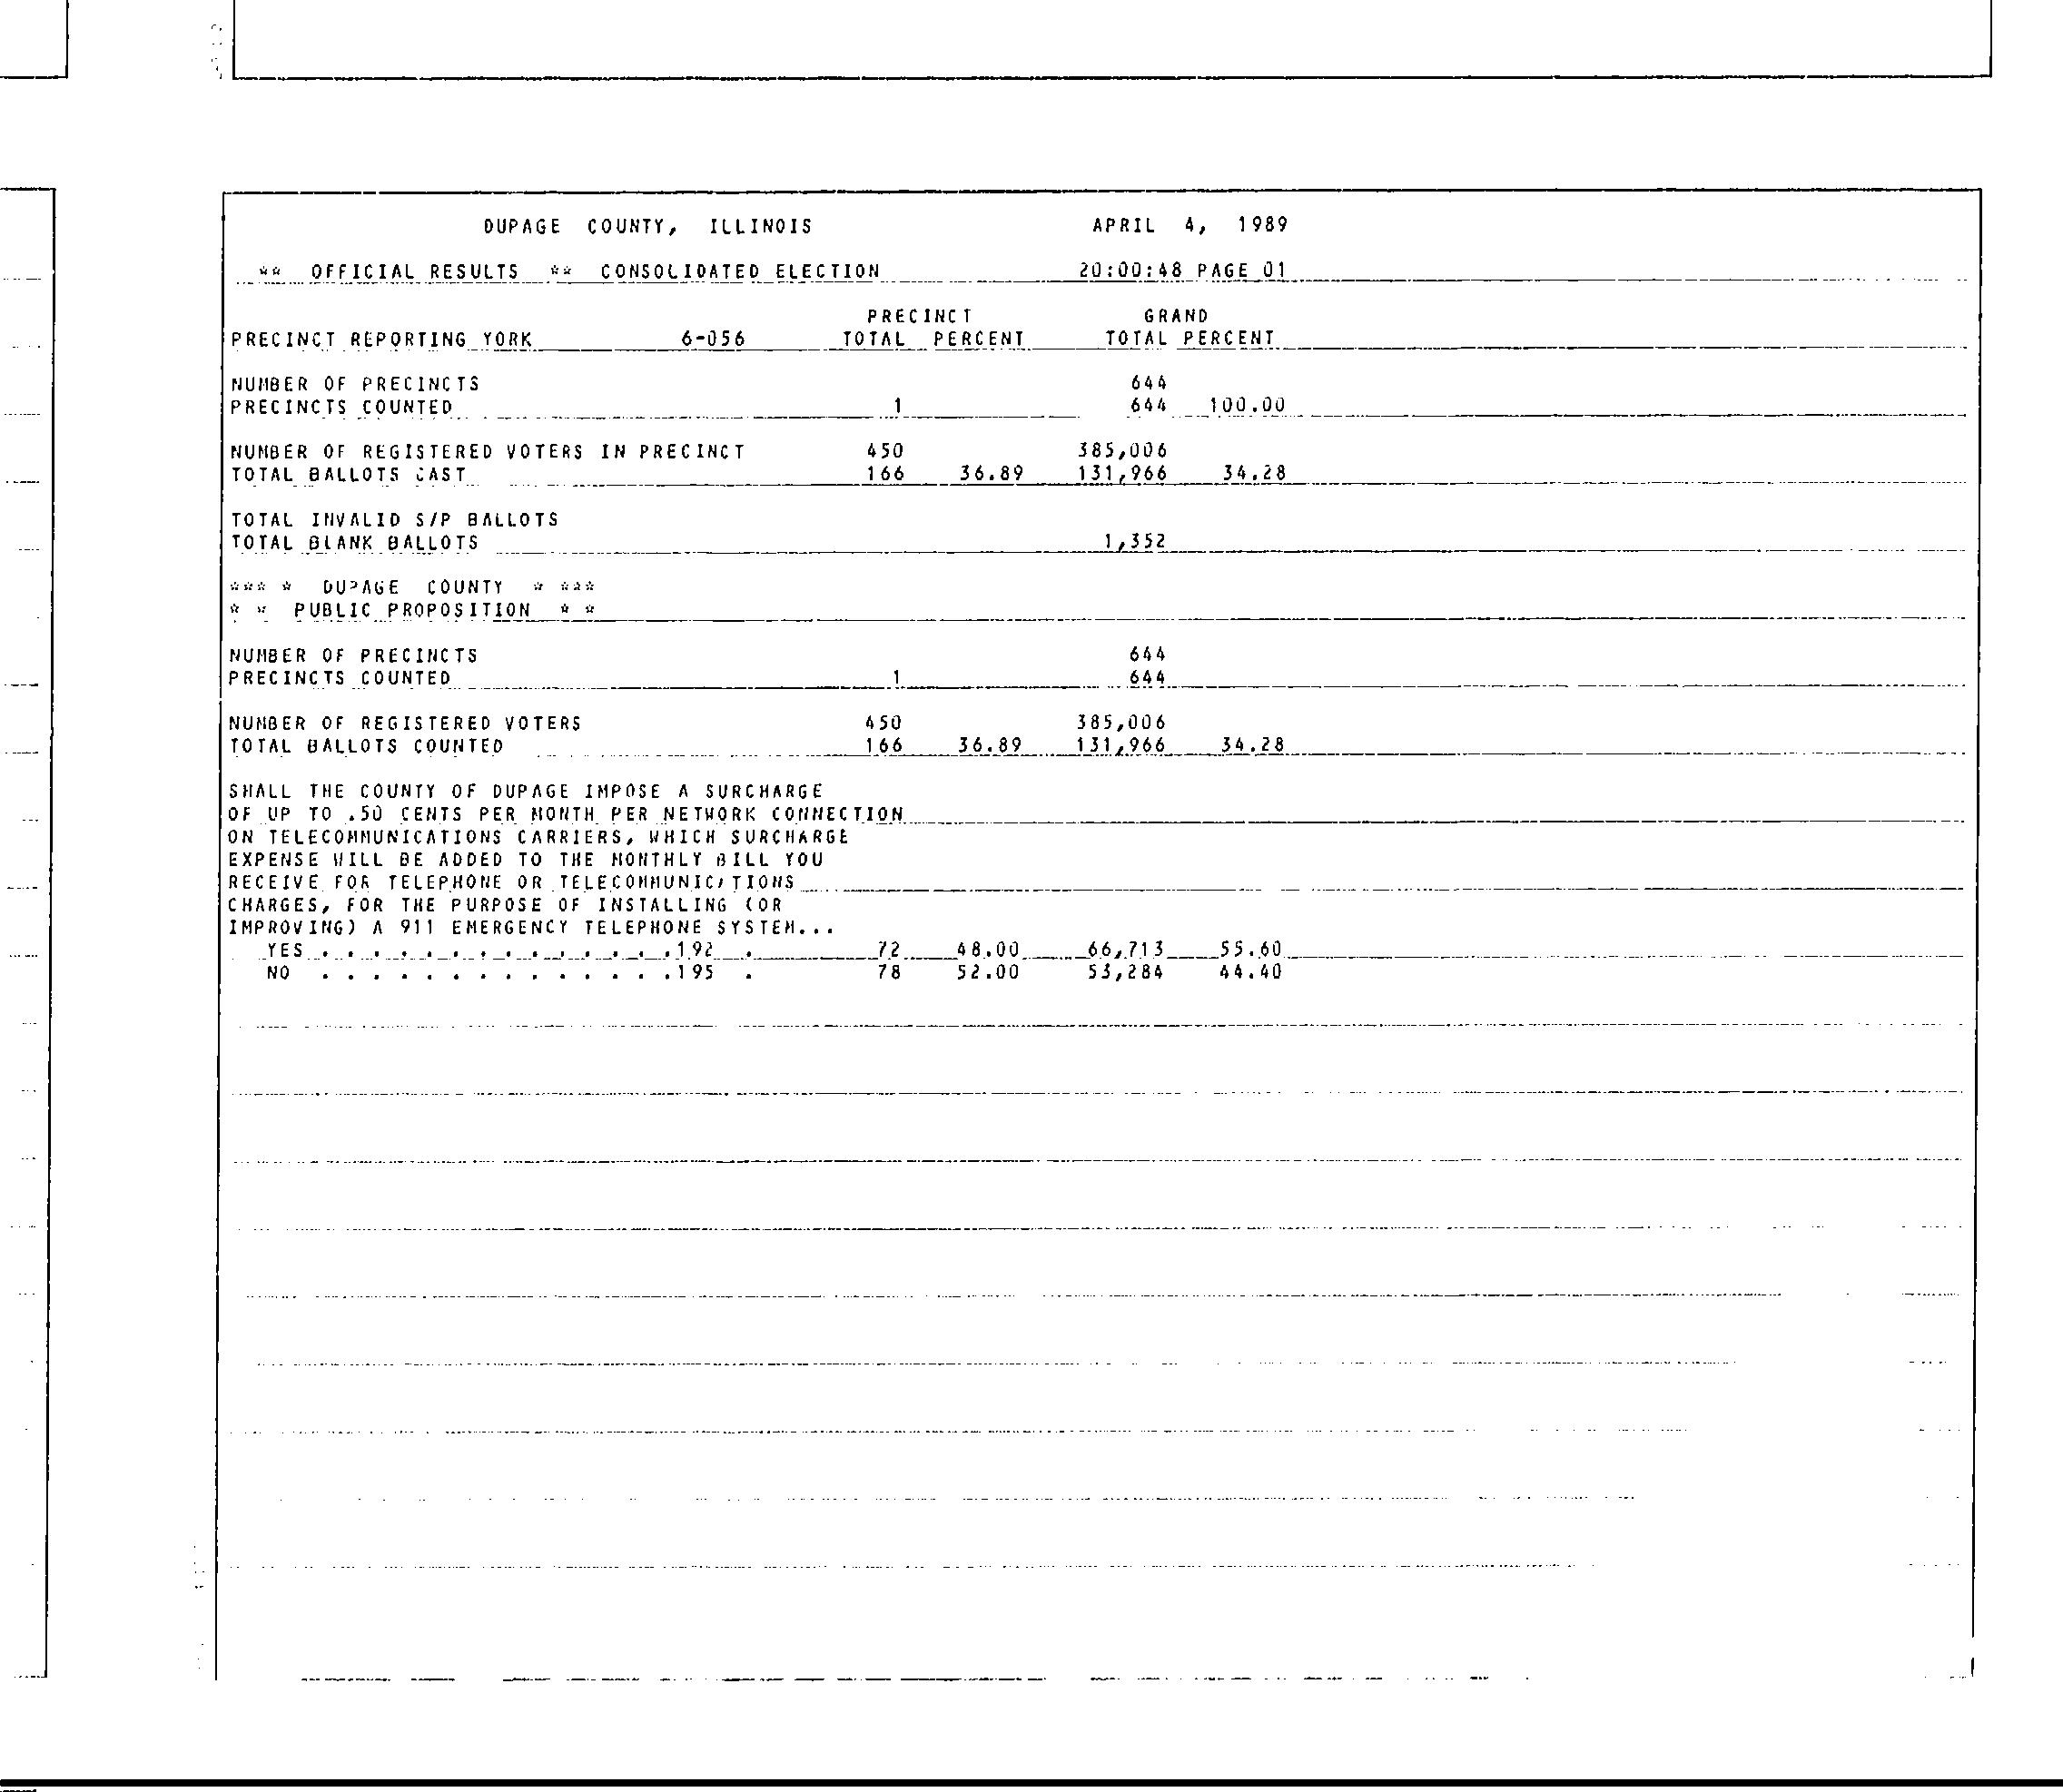 DUPAGE COUNTY, ILLINOIS APRIL 4, 1989
** OFFICIAL RESULTS ** CONSOLIDATED ELECTION 20:00:48 PAGE 01
PRECINCT GRAND
PRECINCT REPORTING YORK 6-056 TOTAL PERCENT TOTAL PERCENT
NUMBER OF PRECINCTS 644
PRECINCTS COUNTED 1 644 100.00
NUMBER OF REGISTERED VOTERS IN PRECINCT 450 385,006
TOTAL BALLOTS CAST 166 36.89 131,966 34.28
TOTAL INVALID S/P BALLOTS
TOTAL BLANK BALLOTS 1,352
*** * DUPAGE COUNTY * ***
* * PUBLIC PROPOSITION * *
NUMBER OF PRECINCTS 644
PRECINCTS COUNTED 1 644
NUMBER OF REGISTERED VOTERS 450 385,006
TOTAL BALLOTS COUNTED 166 36.89 131,966 34.28
SHALL THE COUNTY OF DUPAGE IMPOSE A SURCHARGE
OF UP TO .50 CENTS PER MONTH PER NETWORK CONNECTION
ON TELECOMMUNICATIONS CARRIERS, WHICH SURCHARGE
EXPENSE WILL BE ADDED TO THE MONTHLY BILL YOU
RECEIVE FOR TELEPHONE OR TELECOMMUNICATIONS
CHARGES, FOR THE PURPOSE OF INSTALLING (OR
IMPROVING) A 911 EMERGENCY TELEPHONE SYSTEM...
YES . . . . . . . . . . . . . .192 . 72 48.00 66,713 55.60
NO . . . . . . . . . . . . . .195 . 78 52.00 53,284 44.40